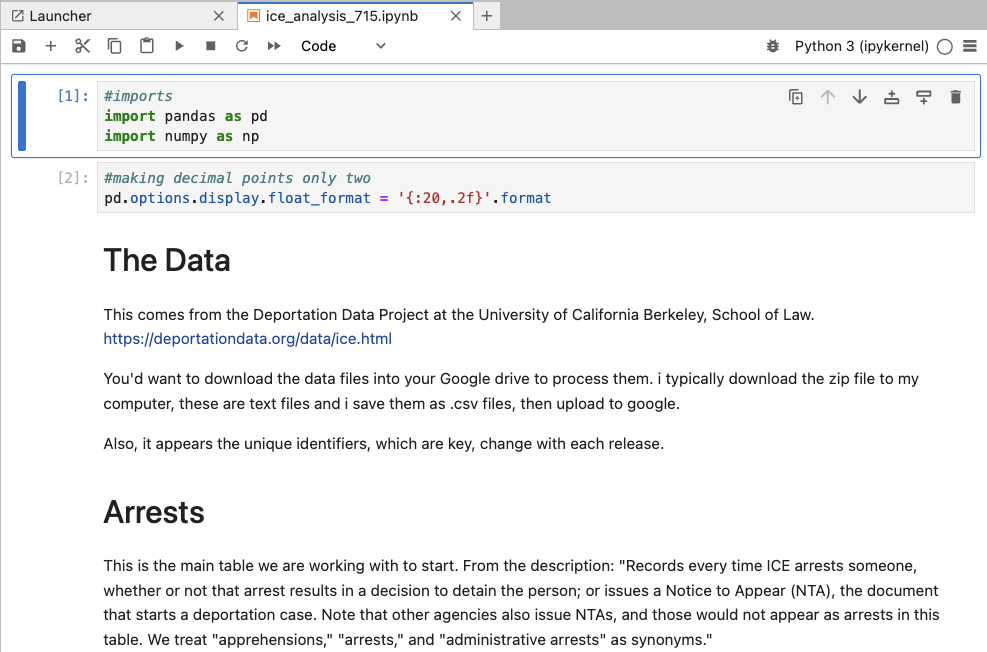 Launcher
ice_analysis_715.ipynb
Code
Python 3 (ipykernel)
[1]:
#imports
import pandas as pd
import numpy as np
[2]:
#making decimal points only two
pd.options.display.float_format = '{:20,.2f}'.format
The Data
This comes from the Deportation Data Project at the University of California Berkeley, School of Law.
https://deportationdata.org/data/ice.html
You'd want to download the data files into your Google drive to process them. i typically download the zip file to my
computer, these are text files and i save them as .csv files, then upload to google.
Also, it appears the unique identifiers, which are key, change with each release.
Arrests
This is the main table we are working with to start. From the description: "Records every time ICE arrests someone,
whether or not that arrest results in a decision to detain the person; or issues a Notice to Appear (NTA), the document
that starts a deportation case. Note that other agencies also issue NTAs, and those would not appear as arrests in this
table. We treat "apprehensions," "arrests," and "administrative arrests" as synonyms."